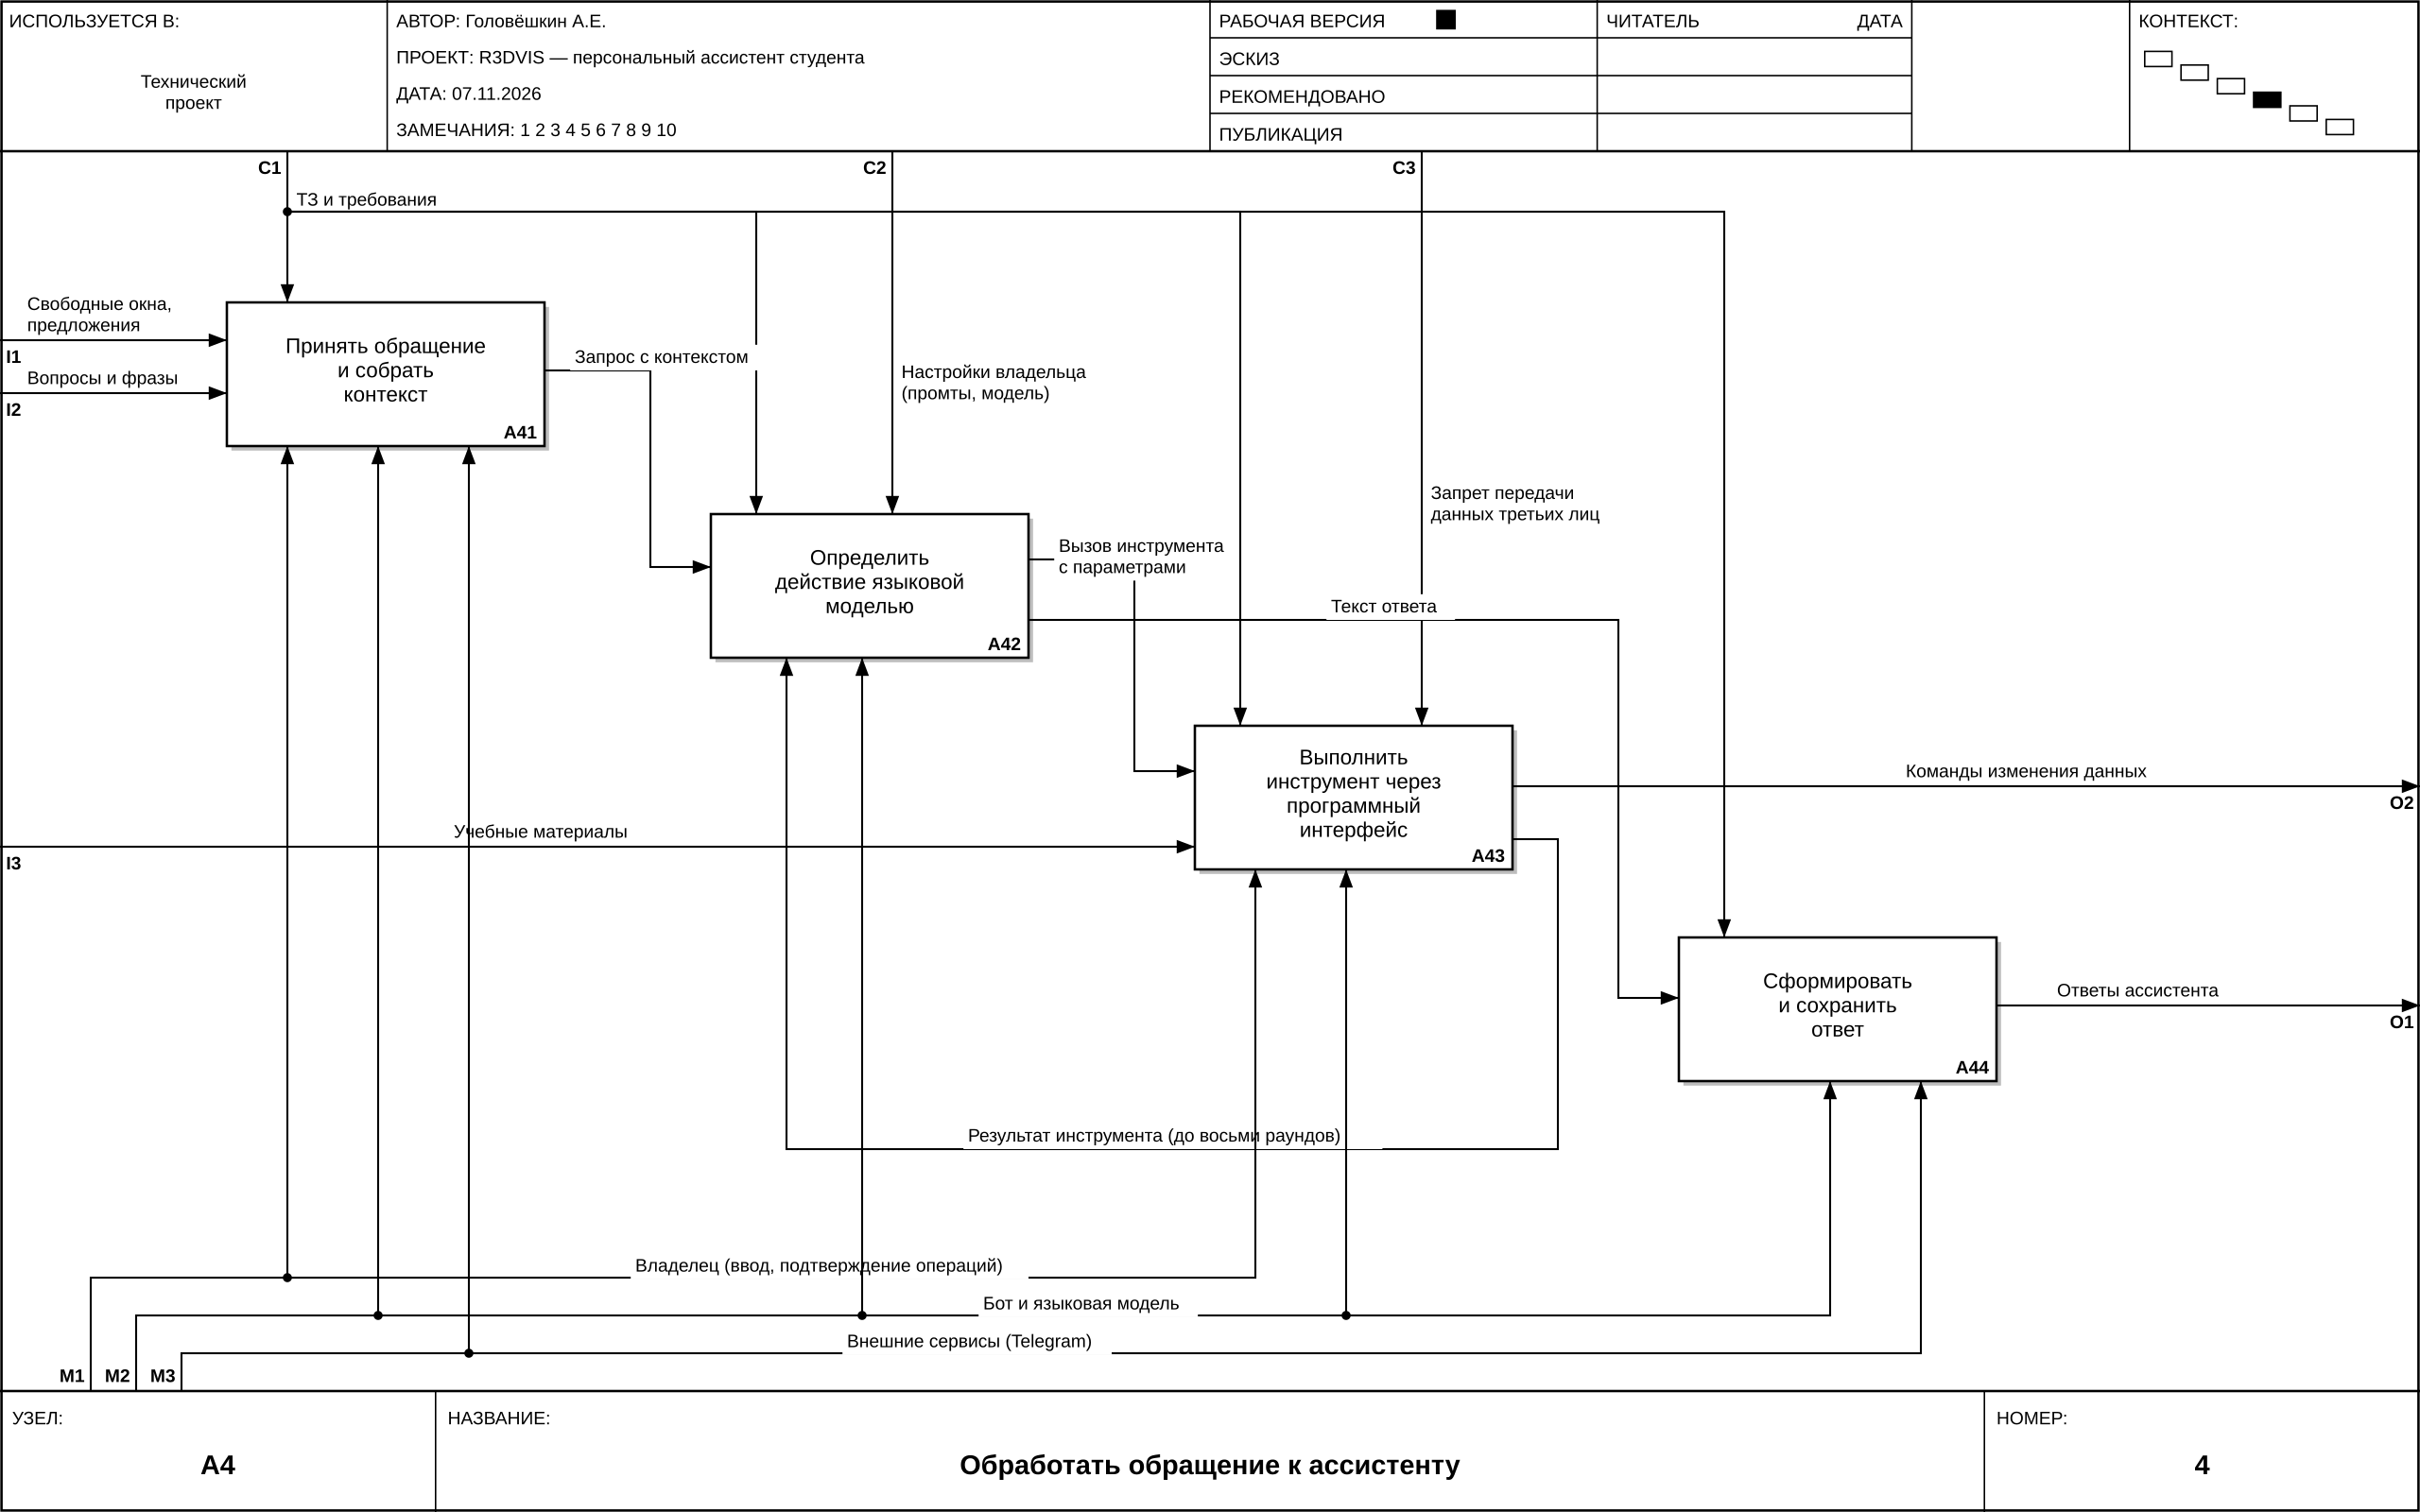 ИСПОЛЬЗУЕТСЯ В:
Технический
проект
АВТОР: Головёшкин А.Е.
ПРОЕКТ: R3DVIS — персональный ассистент студента
ДАТА: 07.11.2026
ЗАМЕЧАНИЯ: 1 2 3 4 5 6 7 8 9 10
РАБОЧАЯ ВЕРСИЯ
ЭСКИЗ
РЕКОМЕНДОВАНО
ПУБЛИКАЦИЯ
ЧИТАТЕЛЬ
ДАТА
КОНТЕКСТ:
C1
C2
C3
ТЗ и требования
Свободные окна,
предложения
I1
Вопросы и фразы
I2
Принять обращение
и собрать
контекст
A41
Запрос с контекстом
Настройки владельца
(промты, модель)
Запрет передачи
данных третьих лиц
Определить
действие языковой
моделью
A42
Вызов инструмента
с параметрами
Текст ответа
Выполнить
инструмент через
программный
интерфейс
A43
Команды изменения данных
O2
Учебные материалы
I3
Сформировать
и сохранить
ответ
A44
Ответы ассистента
O1
Результат инструмента (до восьми раундов)
Владелец (ввод, подтверждение операций)
Бот и языковая модель
Внешние сервисы (Telegram)
M1
M2
M3
УЗЕЛ:
A4
НАЗВАНИЕ:
Обработать обращение к ассистенту
НОМЕР:
4